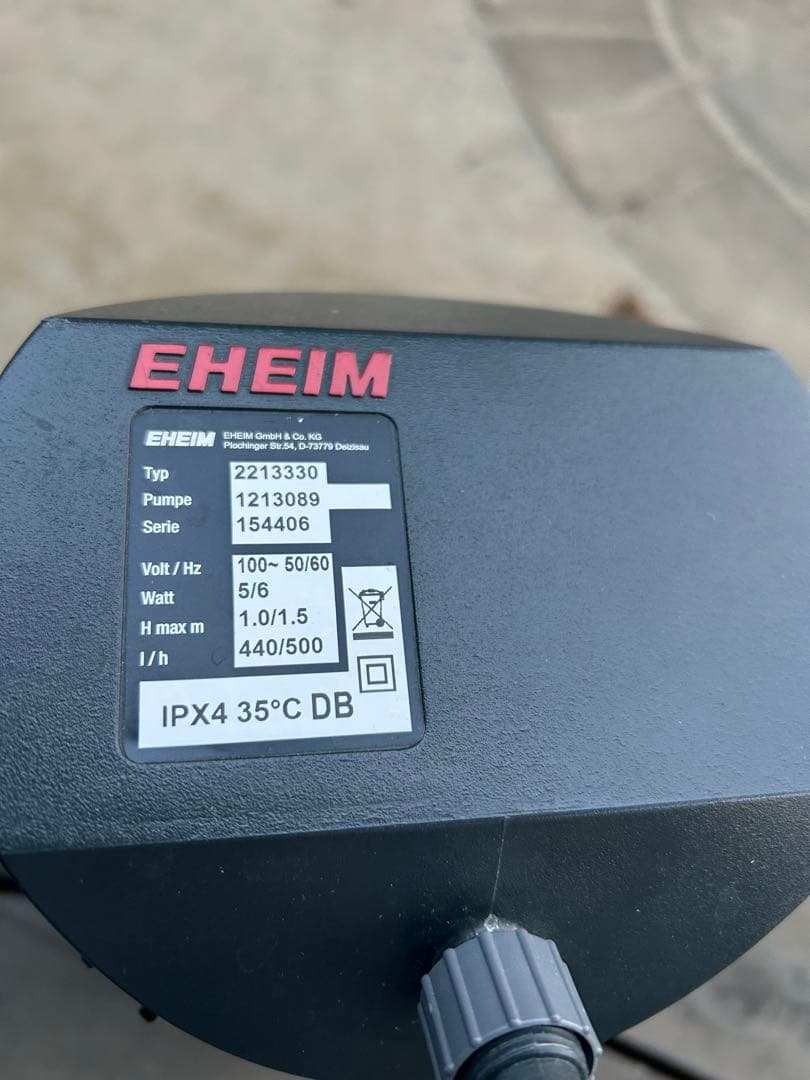 EHEIM
EHEIM EHEIM GmbH & Co. KG
Plochinger Str.54, D-73779 Deizisau
Typ 2213330
Pumpe 1213089
Serie 154406
Volt / Hz 100~ 50/60
Watt 5/6
H max m 1.0/1.5
l / h 440/500
IPX4 35°C DB